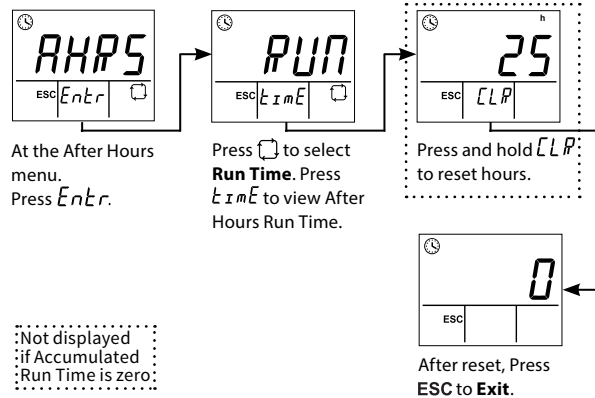 AHRS
ESC Entr
At the After Hours
menu.
Press Entr.
RUN
ESC timE
Press to select
Run Time. Press
timE to view After
Hours Run Time.
h
25
ESC CLR
Press and hold CLR
to reset hours.
0
ESC
After reset, Press
ESC to Exit.
Not displayed
if Accumulated
Run Time is zero